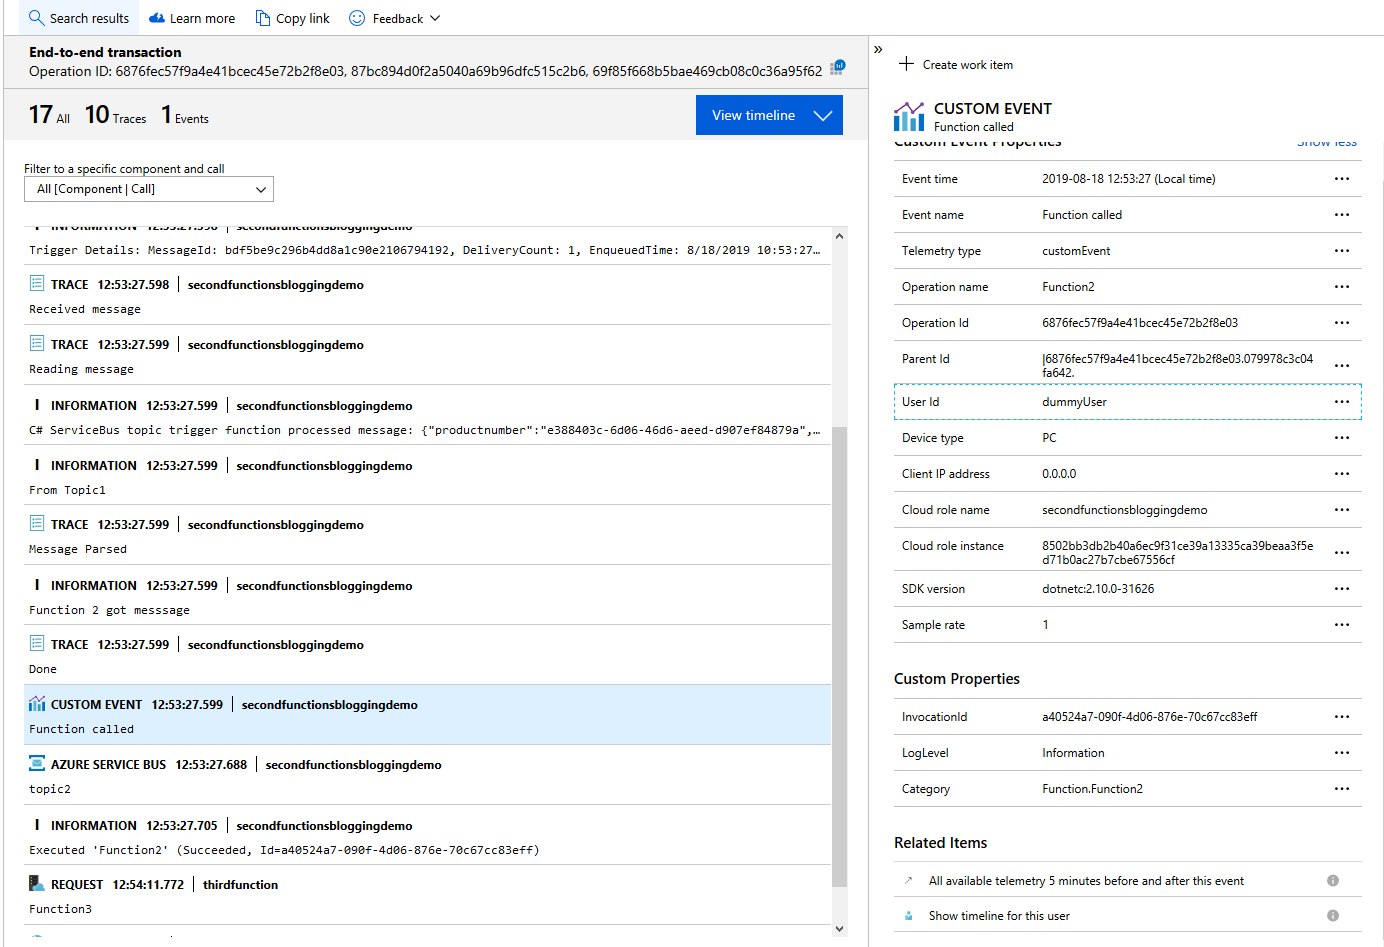 Search results
Learn more
Copy link
Feedback
End-to-end transaction
Operation ID: 6876fec57f9a4e41bcec45e72b2f8e03, 87bc894d0f2a5040a69b96dfc515c2b6, 69f85f668b5bae469cb08c0c36a95f62
17 All 10 Traces 1 Events
View timeline
Filter to a specific component and call
All [Component | Call]
INFORMATION 12:53:27.598 secondfunctionsbloggingdemo
Trigger Details: MessageId: bdf5be9c296b4dd8a1c90e2106794192, DeliveryCount: 1, EnqueuedTime: 8/18/2019 10:53:27…
TRACE 12:53:27.598 | secondfunctionsbloggingdemo
Received message
TRACE 12:53:27.599 | secondfunctionsbloggingdemo
Reading message
I INFORMATION 12:53:27.599 | secondfunctionsbloggingdemo
C# ServiceBus topic trigger function processed message: {"productnumber":"e388403c-6d06-46d6-aeed-d907ef84879a",…
I INFORMATION 12:53:27.599 | secondfunctionsbloggingdemo
From Topic1
TRACE 12:53:27.599 | secondfunctionsbloggingdemo
Message Parsed
I INFORMATION 12:53:27.599 | secondfunctionsbloggingdemo
Function 2 got messsage
TRACE 12:53:27.599 | secondfunctionsbloggingdemo
Done
CUSTOM EVENT 12:53:27.599 | secondfunctionsbloggingdemo
Function called
AZURE SERVICE BUS 12:53:27.688 | secondfunctionsbloggingdemo
topic2
I INFORMATION 12:53:27.705 | secondfunctionsbloggingdemo
Executed 'Function2' (Succeeded, Id=a40524a7-090f-4d06-876e-70c67cc83eff)
REQUEST 12:54:11.772 | thirdfunction
Function3
»
Create work item
CUSTOM EVENT
Function called
Custom Event Properties Show less
Event time 2019-08-18 12:53:27 (Local time) ...
Event name Function called ...
Telemetry type customEvent ...
Operation name Function2 ...
Operation Id 6876fec57f9a4e41bcec45e72b2f8e03 ...
Parent Id |6876fec57f9a4e41bcec45e72b2f8e03.079978c3c04
fa642. ...
User Id dummyUser ...
Device type PC ...
Client IP address 0.0.0.0 ...
Cloud role name secondfunctionsbloggingdemo ...
Cloud role instance 8502bb3db2b40a6ec9f31ce39a13335ca39beaa3f5e
d71b0ac27b7cbe67556cf ...
SDK version dotnetc:2.10.0-31626 ...
Sample rate 1 ...
Custom Properties
InvocationId a40524a7-090f-4d06-876e-70c67cc83eff ...
LogLevel Information ...
Category Function.Function2 ...
Related Items
All available telemetry 5 minutes before and after this event
Show timeline for this user